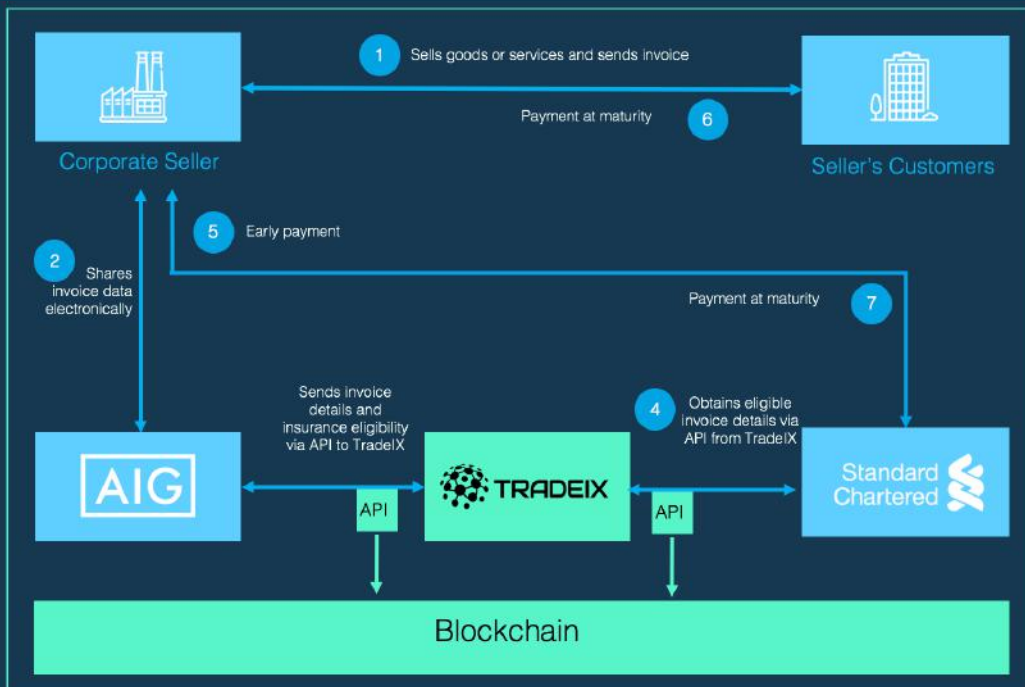 1
Sells goods or services and sends invoice
Payment at maturity
6
Corporate Seller
Seller's Customers
5
Early payment
2
Shares
invoice data
electronically
Payment at maturity
7
Sends invoice
details and
insurance eligibility
via API to TradeIX
4
Obtains eligible
invoice details via
API from TradeIX
AIG
TRADEIX
Standard
Chartered
API
API
Blockchain